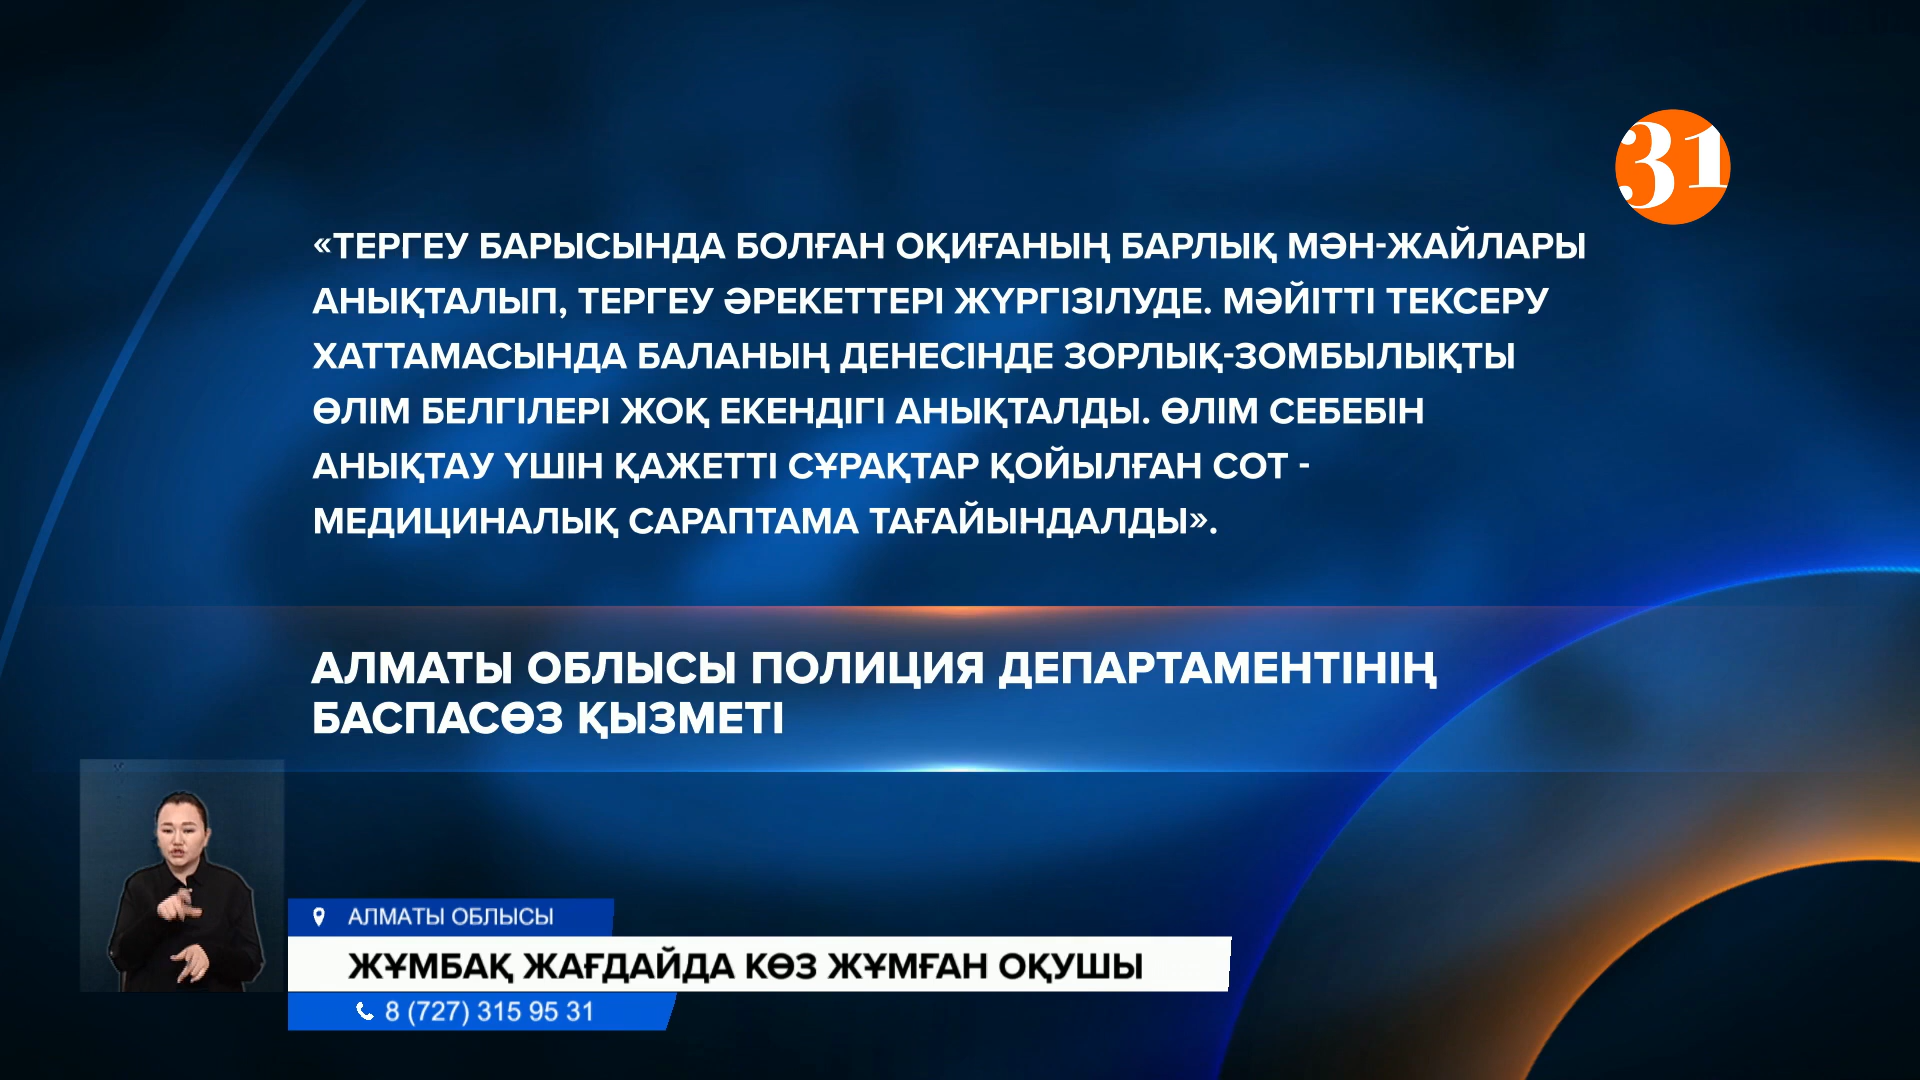 31
«ТЕРГЕУ БАРЫСЫНДА БОЛҒАН ОҚИҒАНЫҢ БАРЛЫҚ МӘН-ЖАЙЛАРЫ
АНЫҚТАЛЫП, ТЕРГЕУ ӘРЕКЕТТЕРІ ЖҮРГІЗІЛУДЕ. МӘЙІТТІ ТЕКСЕРУ
ХАТТАМАСЫНДА БАЛАНЫҢ ДЕНЕСІНДЕ ЗОРЛЫҚ-ЗОМБЫЛЫҚТЫ
ӨЛІМ БЕЛГІЛЕРІ ЖОҚ ЕКЕНДІГІ АНЫҚТАЛДЫ. ӨЛІМ СЕБЕБІН
АНЫҚТАУ ҮШІН ҚАЖЕТТІ СҰРАҚТАР ҚОЙЫЛҒАН СОТ -
МЕДИЦИНАЛЫҚ САРАПТАМА ТАҒАЙЫНДАЛДЫ».
АЛМАТЫ ОБЛЫСЫ ПОЛИЦИЯ ДЕПАРТАМЕНТІНІҢ
БАСПАСӨЗ ҚЫЗМЕТІ
АЛМАТЫ ОБЛЫСЫ
ЖҰМБАҚ ЖАҒДАЙДА КӨЗ ЖҰМҒАН ОҚУШЫ
8 (727) 315 95 31